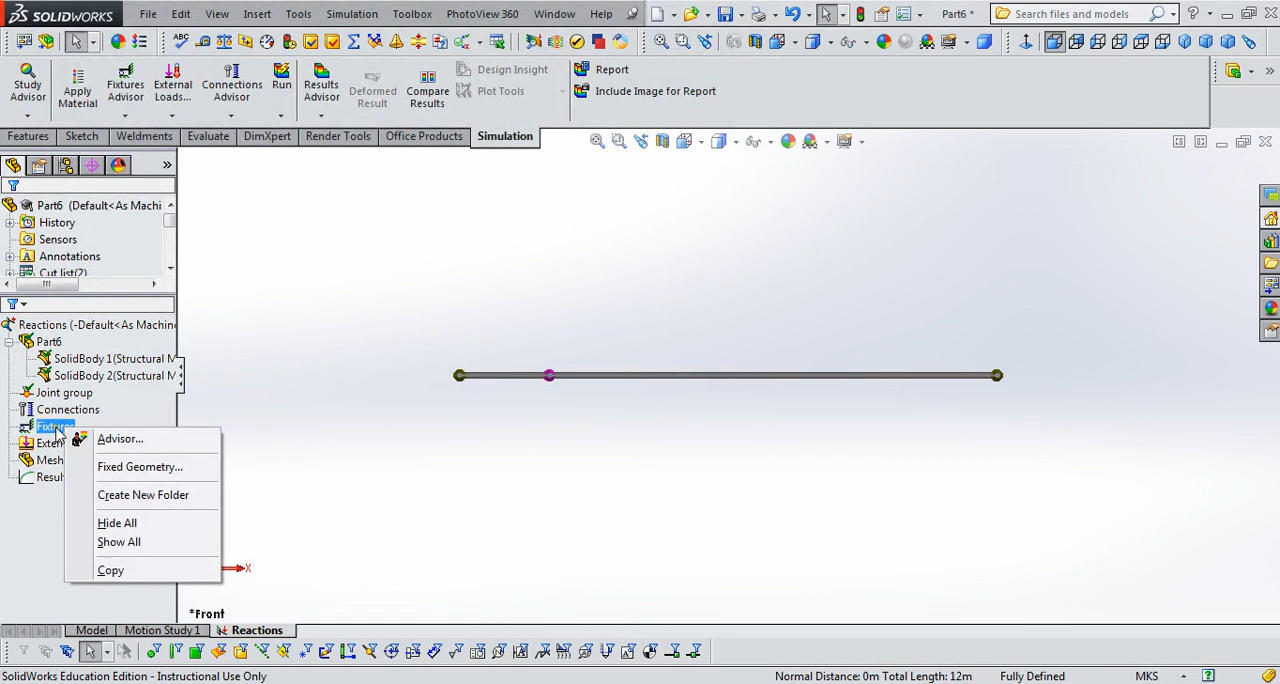 SOLIDWORKS File Edit View Insert Tools Simulation Toolbox PhotoView 360 Window Help Part6 * Search files and models
Study Advisor
Apply Material
Fixtures Advisor
External Loads...
Connections Advisor
Run
Results Advisor
Deformed Result
Compare Results
Design Insight
Plot Tools
Report
Include Image for Report
Features Sketch Weldments Evaluate DimXpert Render Tools Office Products Simulation
Part6 (Default<As Machi
History
Sensors
Annotations
Cut list(2)
Reactions (-Default<As Machine
Part6
SolidBody 1(Structural M
SolidBody 2(Structural M
Joint group
Connections
Fixtures
Extern
Mesh
Resul
Advisor...
Fixed Geometry...
Create New Folder
Hide All
Show All
Copy
X
*Front
Model Motion Study 1 Reactions
SolidWorks Education Edition - Instructional Use Only Normal Distance: 0m Total Length: 12m Fully Defined MKS